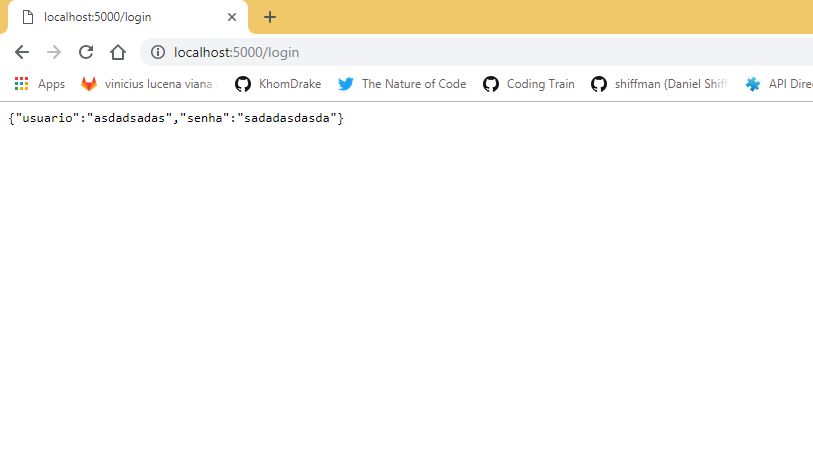 localhost:5000/login
localhost:5000/login
Apps vinicius lucena viana KhomDrake The Nature of Code Coding Train shiffman (Daniel Shiff API Dire
{"usuario":"asdadsadas","senha":"sadadasdasda"}